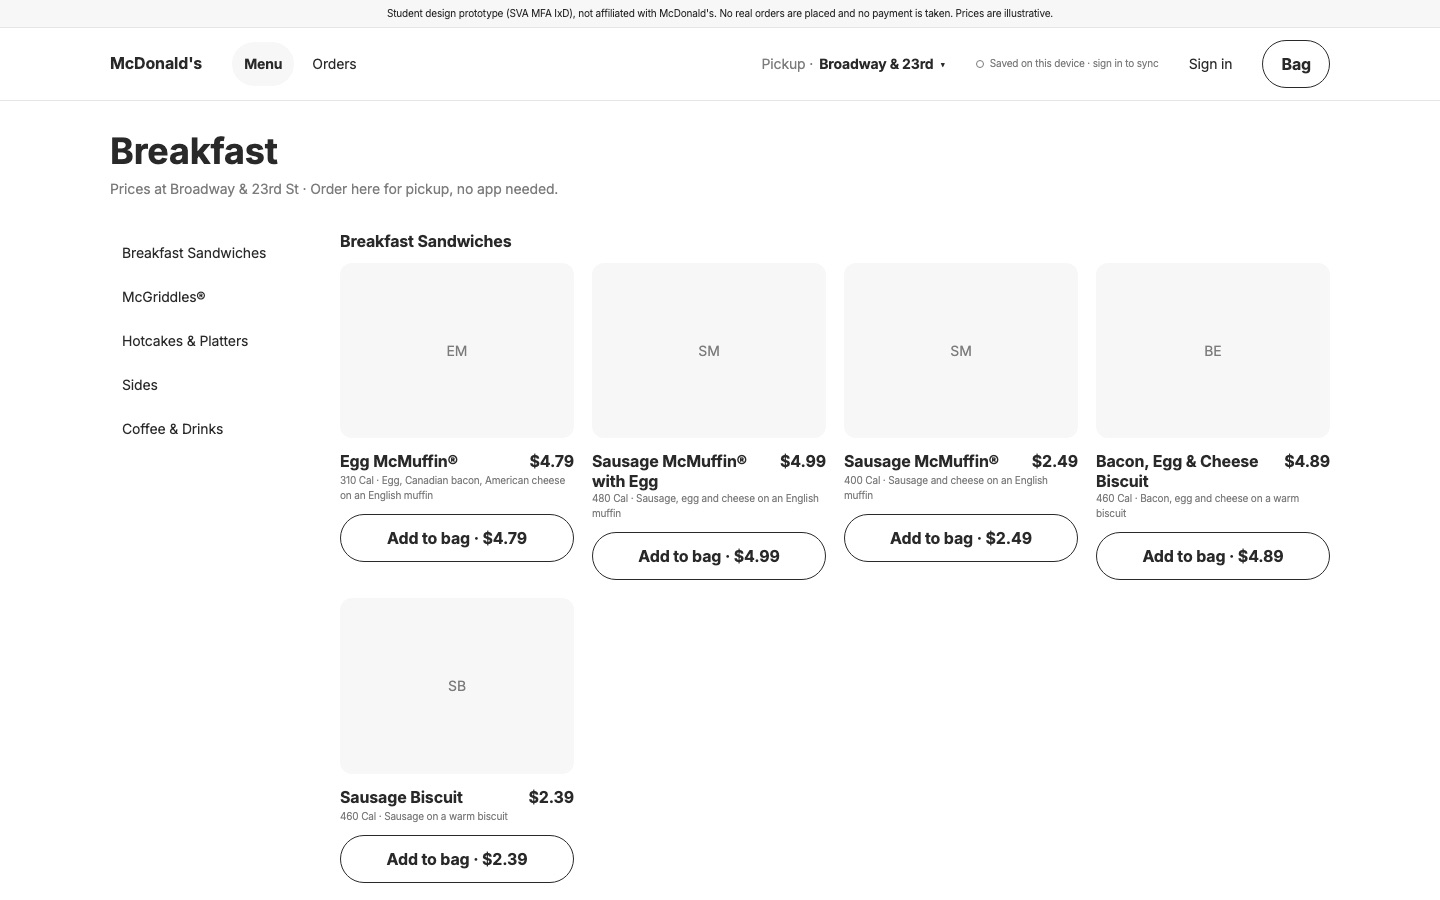 Student design prototype (SVA MFA IxD), not affiliated with McDonald's. No real orders are placed and no payment is taken. Prices are illustrative.
McDonald's
Menu
Orders
Pickup · Broadway & 23rd ▾
Saved on this device · sign in to sync
Sign in
Bag
Breakfast
Prices at Broadway & 23rd St · Order here for pickup, no app needed.
Breakfast Sandwiches
McGriddles®
Hotcakes & Platters
Sides
Coffee & Drinks
Breakfast Sandwiches
EM
Egg McMuffin® $4.79
310 Cal · Egg, Canadian bacon, American cheese
on an English muffin
Add to bag · $4.79
SM
Sausage McMuffin® $4.99
with Egg
480 Cal · Sausage, egg and cheese on an English
muffin
Add to bag · $4.99
SM
Sausage McMuffin® $2.49
400 Cal · Sausage and cheese on an English
muffin
Add to bag · $2.49
BE
Bacon, Egg & Cheese $4.89
Biscuit
460 Cal · Bacon, egg and cheese on a warm
biscuit
Add to bag · $4.89
SB
Sausage Biscuit $2.39
460 Cal · Sausage on a warm biscuit
Add to bag · $2.39